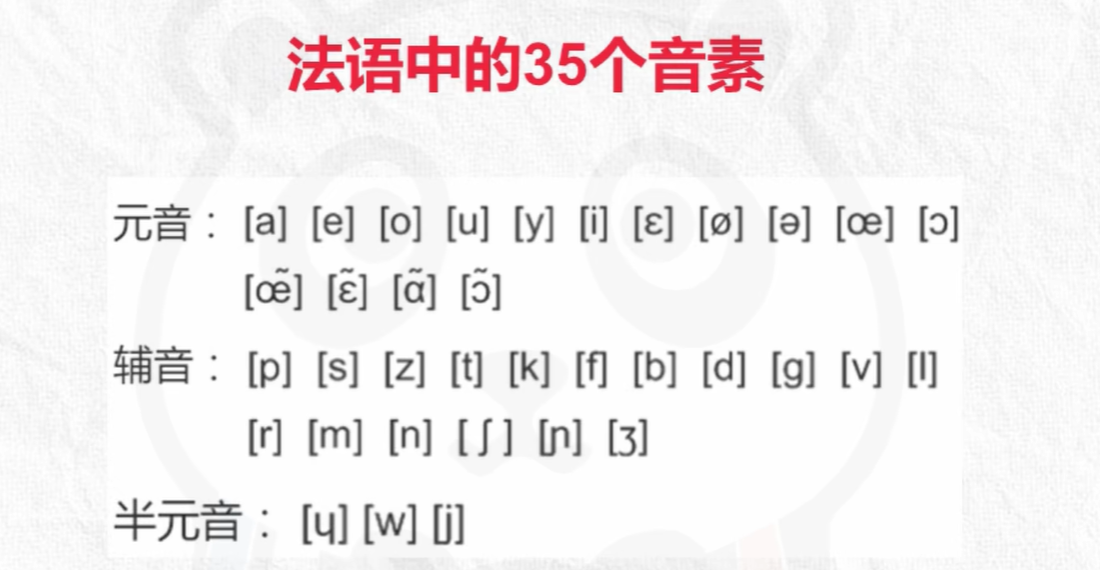 法语中的35个音素
元音： [a] [e] [o] [u] [y] [i] [ɛ] [ø] [ə] [œ] [ɔ]
[œ̃] [ɛ̃] [ɑ̃] [ɔ̃]
辅音： [p] [s] [z] [t] [k] [f] [b] [d] [g] [v] [l]
[r] [m] [n] [ ʃ ] [ɲ] [ʒ]
半元音： [ɥ] [w] [j]